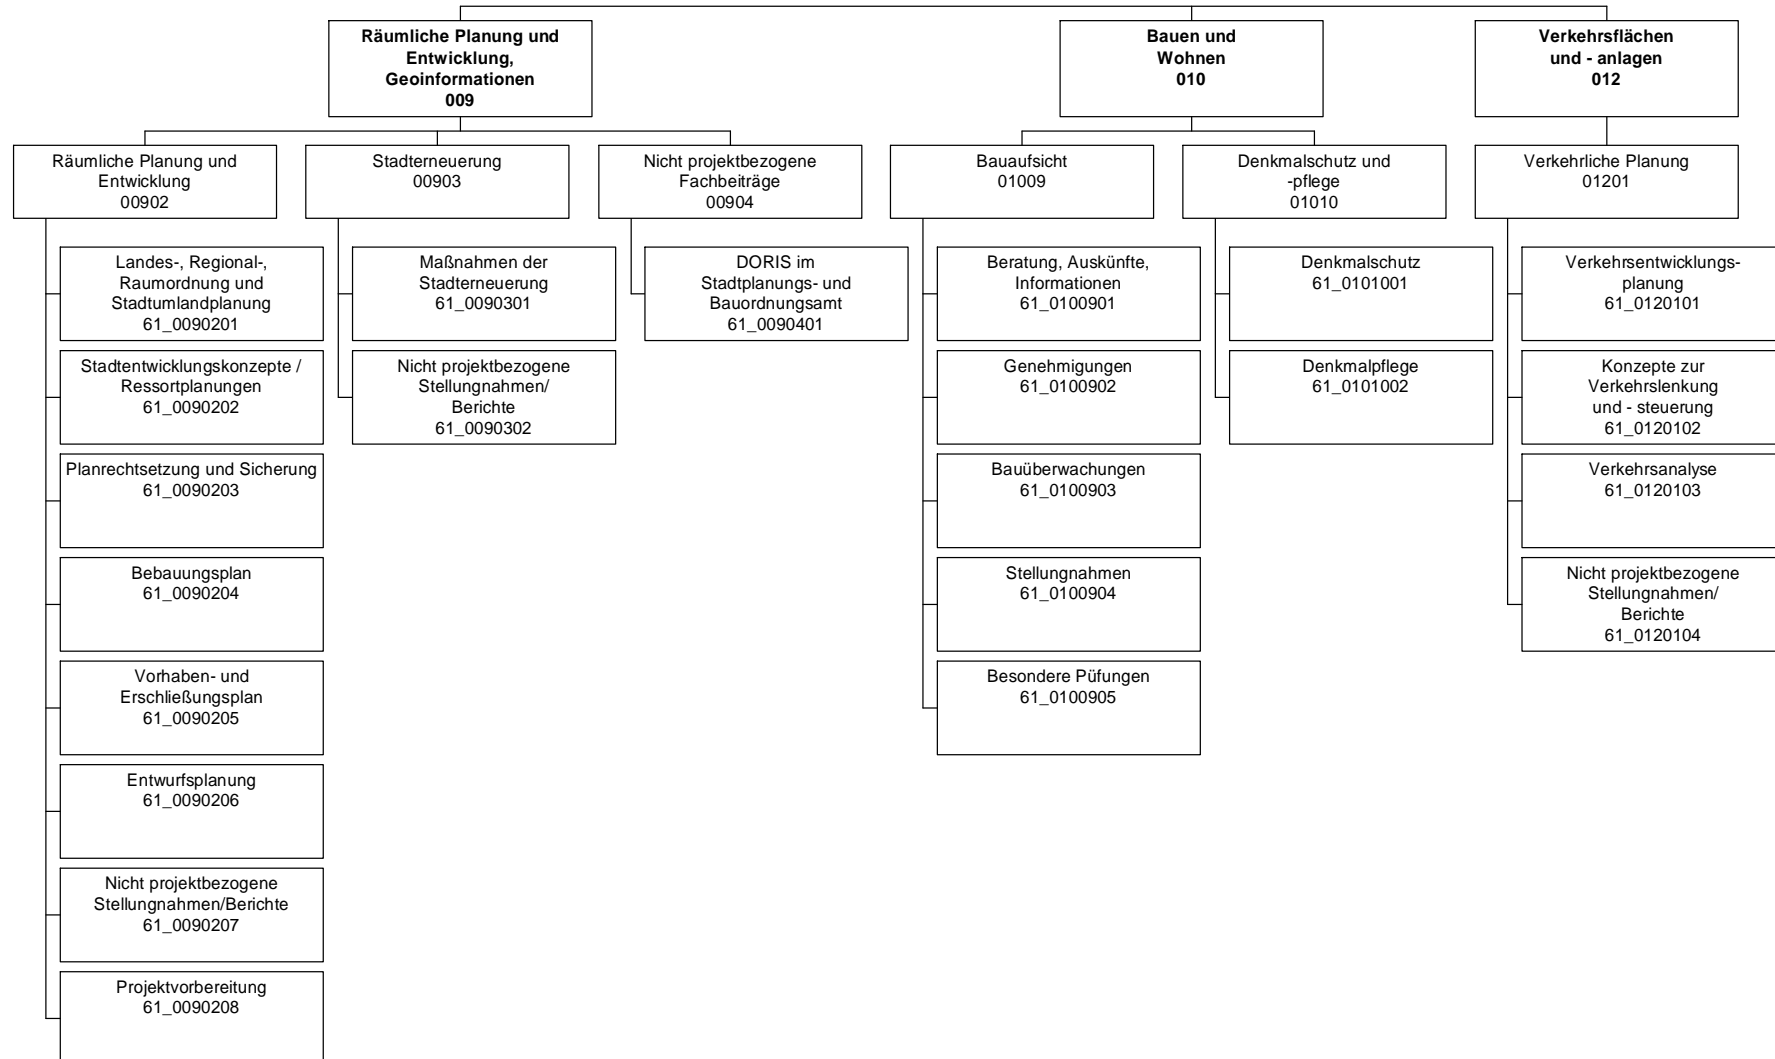 Räumliche Planung und
Entwicklung,
Geoinformationen
009
Bauen und
Wohnen
010
Verkehrsflächen
und - anlagen
012
Räumliche Planung und
Entwicklung
00902
Stadterneuerung
00903
Nicht projektbezogene
Fachbeiträge
00904
Bauaufsicht
01009
Denkmalschutz und
-pflege
01010
Verkehrliche Planung
01201
Landes-, Regional-,
Raumordnung und
Stadtumlandplanung
61_0090201
Stadtentwicklungskonzepte /
Ressortplanungen
61_0090202
Planrechtsetzung und Sicherung
61_0090203
Bebauungsplan
61_0090204
Vorhaben- und
Erschließungsplan
61_0090205
Entwurfsplanung
61_0090206
Nicht projektbezogene
Stellungnahmen/Berichte
61_0090207
Projektvorbereitung
61_0090208
Maßnahmen der
Stadterneuerung
61_0090301
Nicht projektbezogene
Stellungnahmen/
Berichte
61_0090302
DORIS im
Stadtplanungs- und
Bauordnungsamt
61_0090401
Beratung, Auskünfte,
Informationen
61_0100901
Genehmigungen
61_0100902
Bauüberwachungen
61_0100903
Stellungnahmen
61_0100904
Besondere Püfungen
61_0100905
Denkmalschutz
61_0101001
Denkmalpflege
61_0101002
Verkehrsentwicklungs-
planung
61_0120101
Konzepte zur
Verkehrslenkung
und - steuerung
61_0120102
Verkehrsanalyse
61_0120103
Nicht projektbezogene
Stellungnahmen/
Berichte
61_0120104